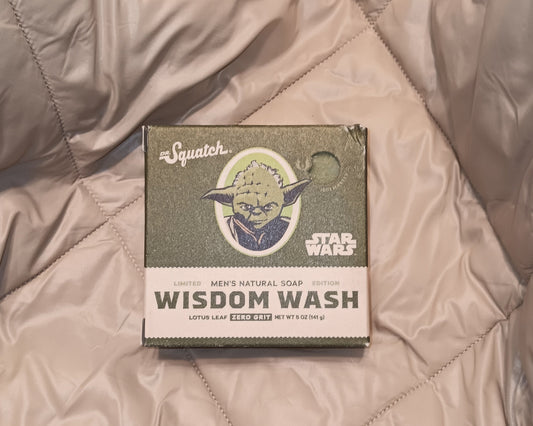 DR. Squatch®
STAR
WARS
LIMITED MEN'S NATURAL SOAP EDITION
WISDOM WASH
LOTUS LEAF ZERO GRIT NET WT 5 OZ (141 g)